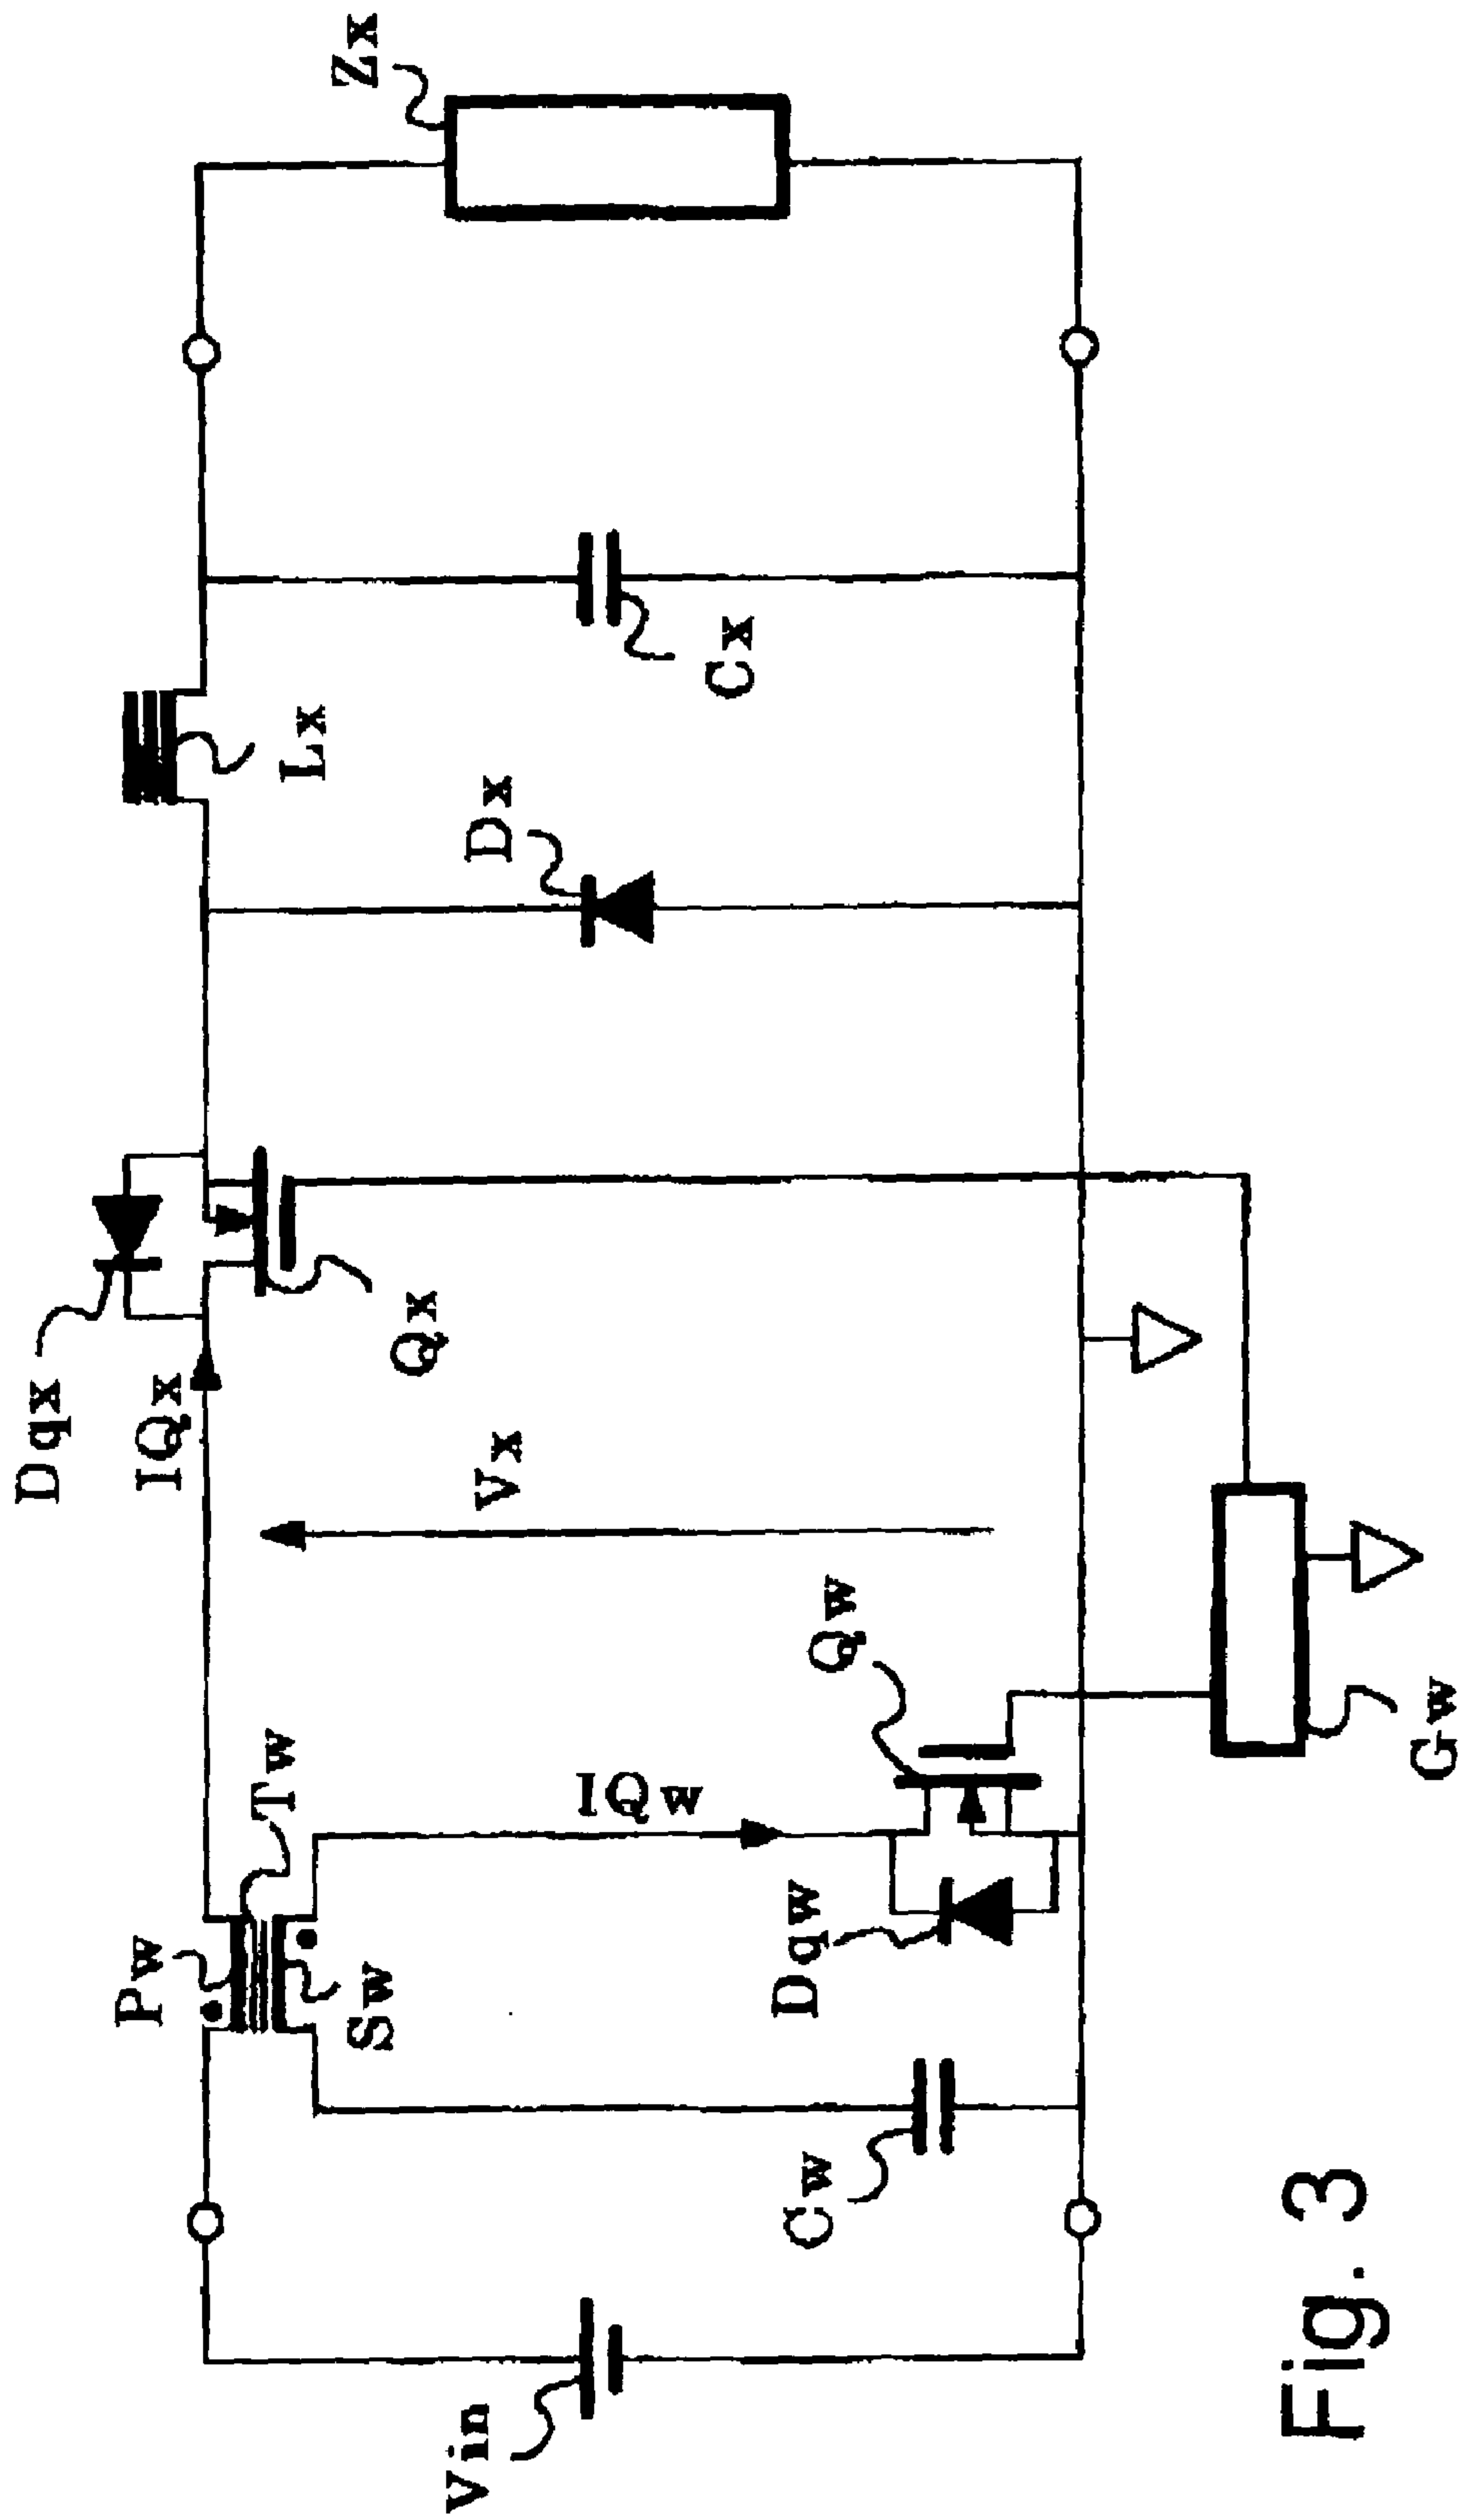 Dqx
Pw
IQx
Tw
Lx
Zx
Sw
Qx
Vin
Vx
Dx
IQw
Cx
Cw
Dqw
Qw
Fig. 3
Gw